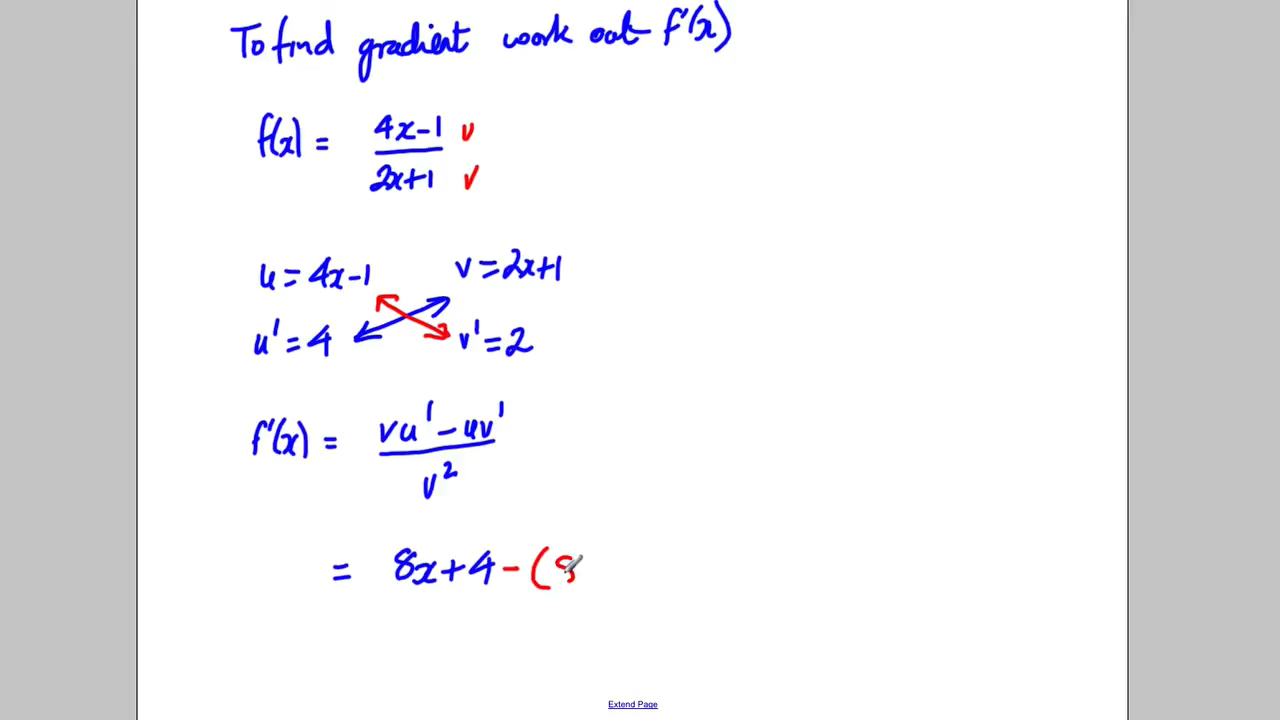 To find gradient work out f'(x)
f(x) = 4x-1 u
2x+1 v
u = 4x-1 v = 2x+1
u' = 4 v' = 2
f'(x) = vu' - uv'
v²
= 8x+4 - (8
Extend Page